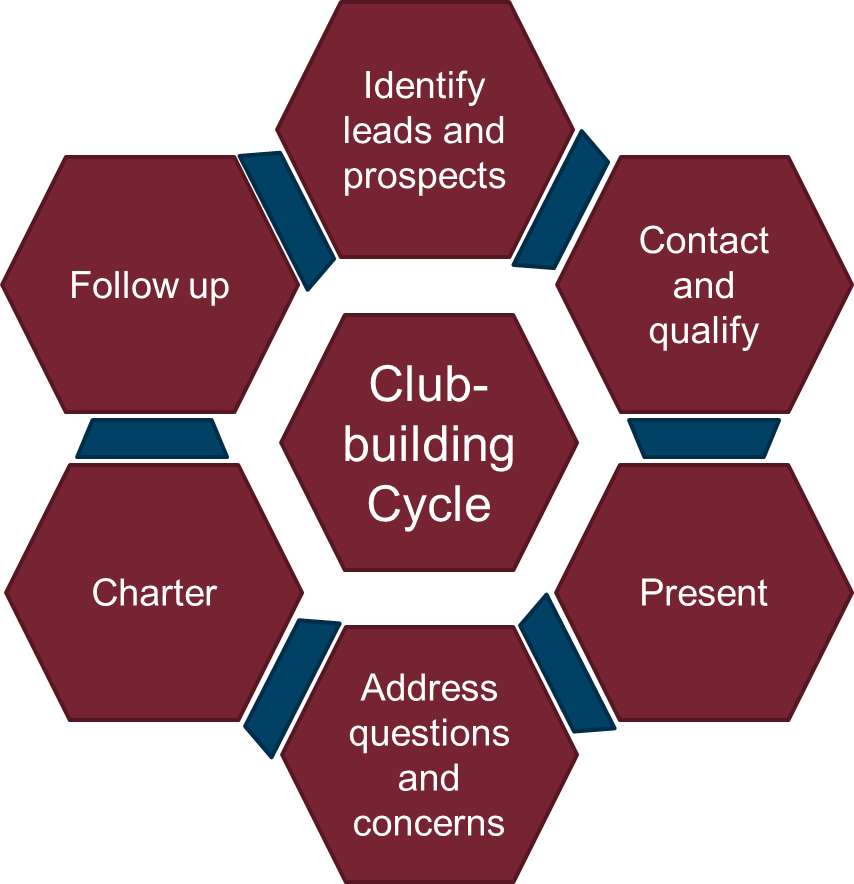 Identify
leads and
prospects
Contact
and
qualify
Present
Address
questions
and
concerns
Charter
Follow up
Club-
building
Cycle